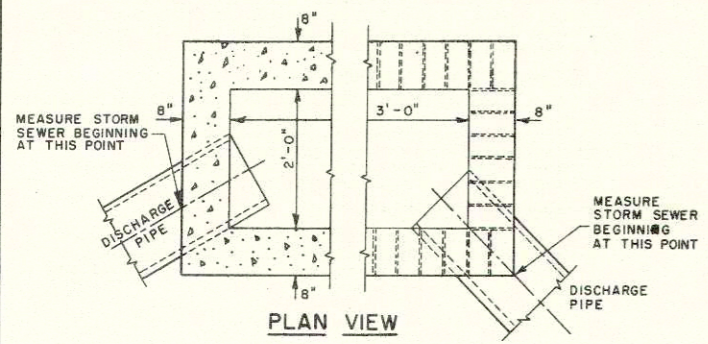 8"
8"
3'-0"
8"
2'-0"
MEASURE STORM
SEWER BEGINNING
AT THIS POINT
DISCHARGE
PIPE
MEASURE
STORM SEWER
BEGINNING
AT THIS POINT
8"
DISCHARGE
PIPE
PLAN VIEW